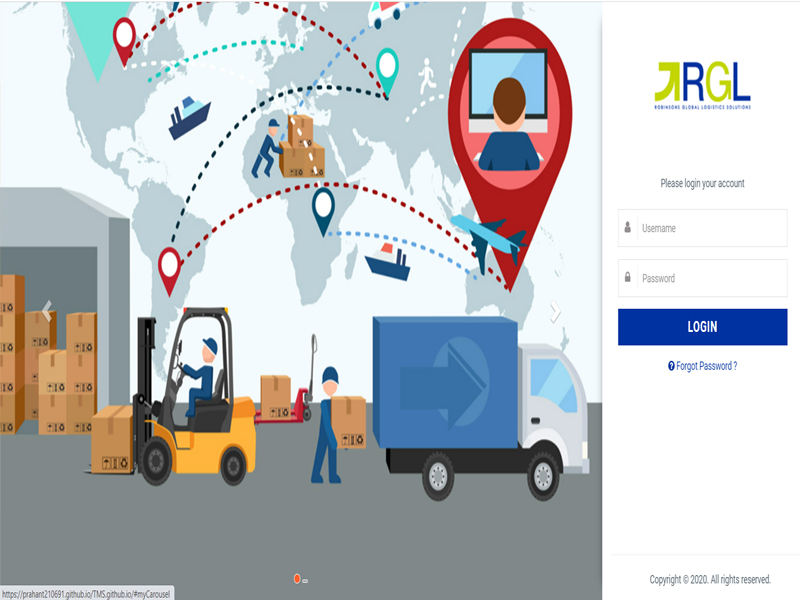 RGL
ROBINSONS GLOBAL LOGISTICS SOLUTIONS
Please login your account
Username
Password
LOGIN
Forgot Password ?
Copyright © 2020. All rights reserved.
https://prahant210691.github.io/TMS.github.io/#myCarousel